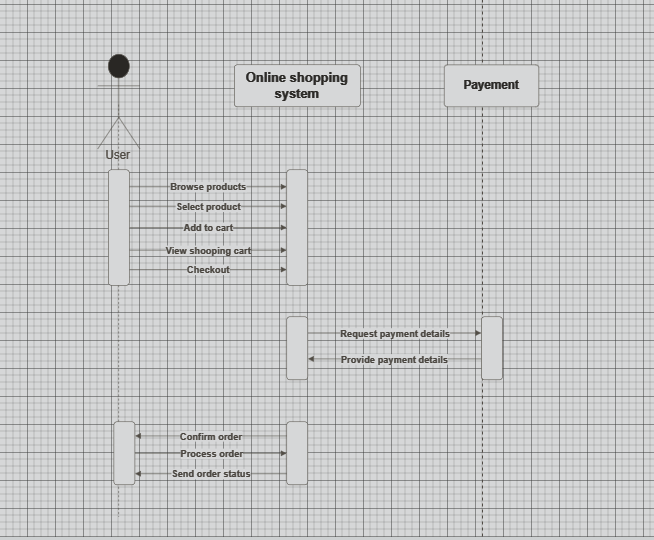 Online shopping
system
Payement
User
Browse products
Select product
Add to cart
View shooping cart
Checkout
Request payment details
Provide payment details
Confirm order
Process order
Send order status